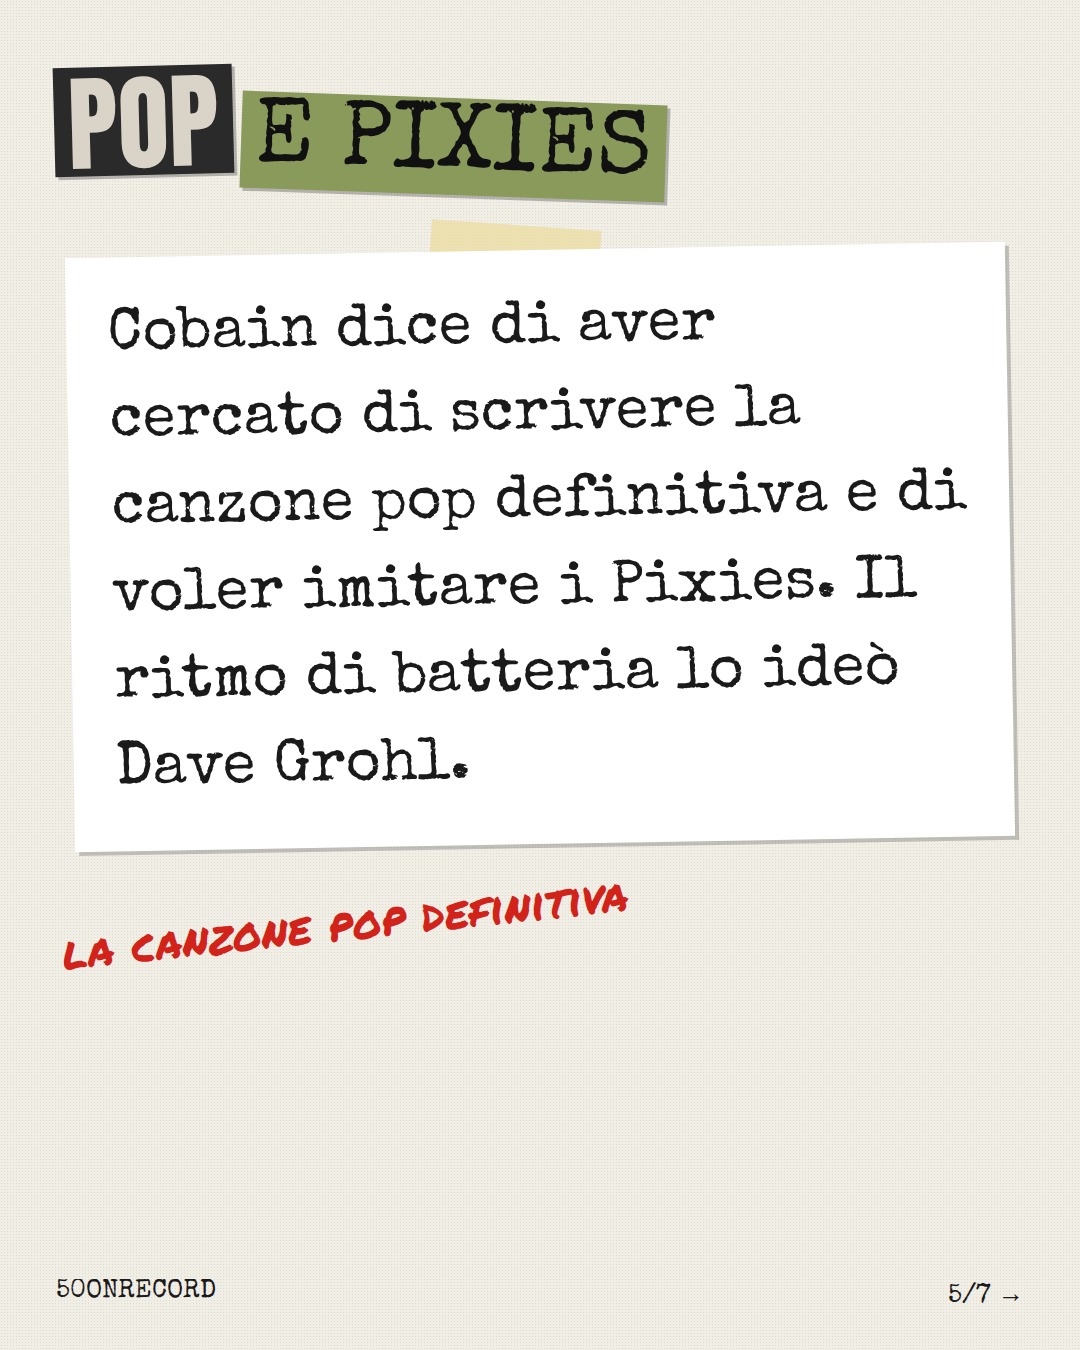 POP E PIXIES
Cobain dice di aver
cercato di scrivere la
canzone pop definitiva e di
voler imitare i Pixies. Il
ritmo di batteria lo ideò
Dave Grohl.
LA CANZONE POP DEFINITIVA
50ONRECORD
5/7 →